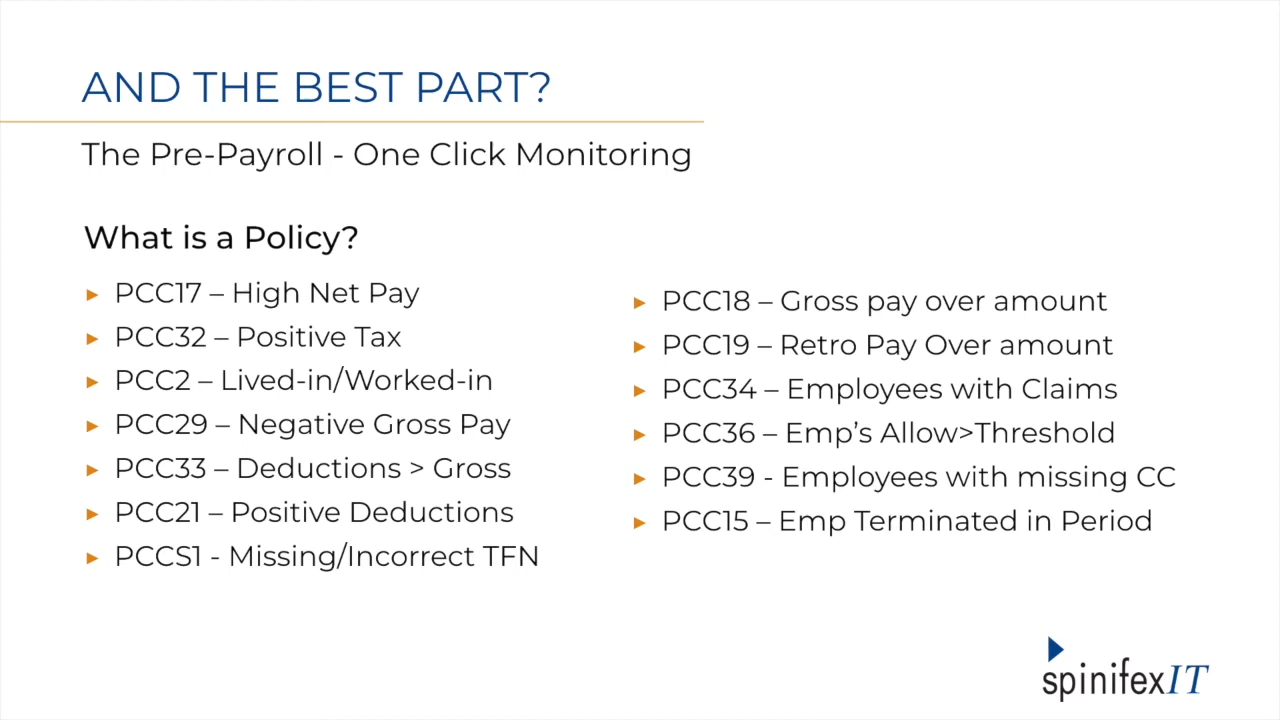 AND THE BEST PART?
The Pre-Payroll - One Click Monitoring
What is a Policy?
PCC17 – High Net Pay
PCC32 – Positive Tax
PCC2 – Lived-in/Worked-in
PCC29 – Negative Gross Pay
PCC33 – Deductions > Gross
PCC21 – Positive Deductions
PCCS1 - Missing/Incorrect TFN
PCC18 – Gross pay over amount
PCC19 – Retro Pay Over amount
PCC34 – Employees with Claims
PCC36 – Emp's Allow>Threshold
PCC39 - Employees with missing CC
PCC15 – Emp Terminated in Period
spinifexIT